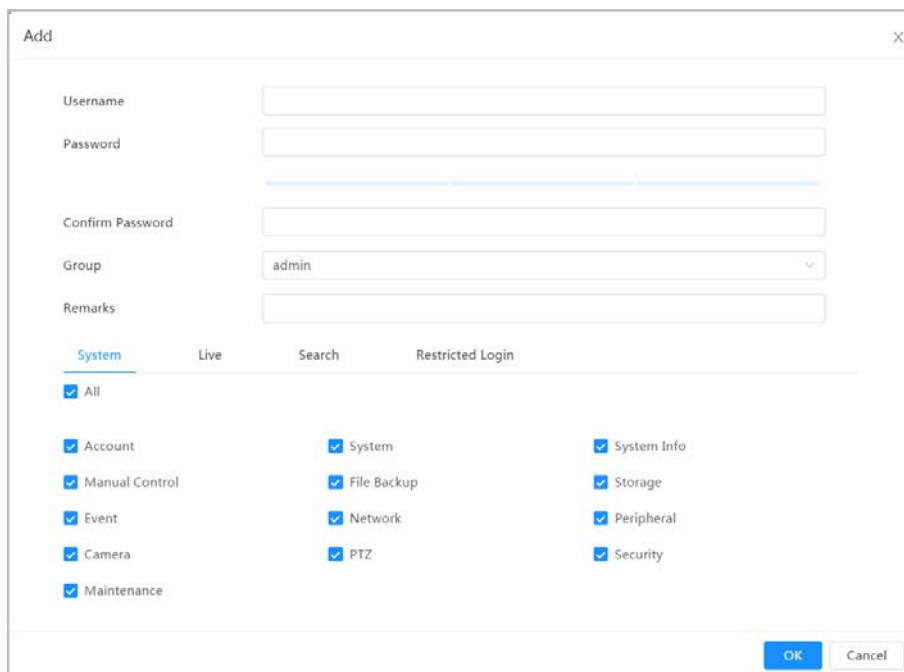 Add
Username
Password
Confirm Password
Group admin
Remarks
System Live Search Restricted Login
All
Account System System Info
Manual Control File Backup Storage
Event Network Peripheral
Camera PTZ Security
Maintenance
OK Cancel